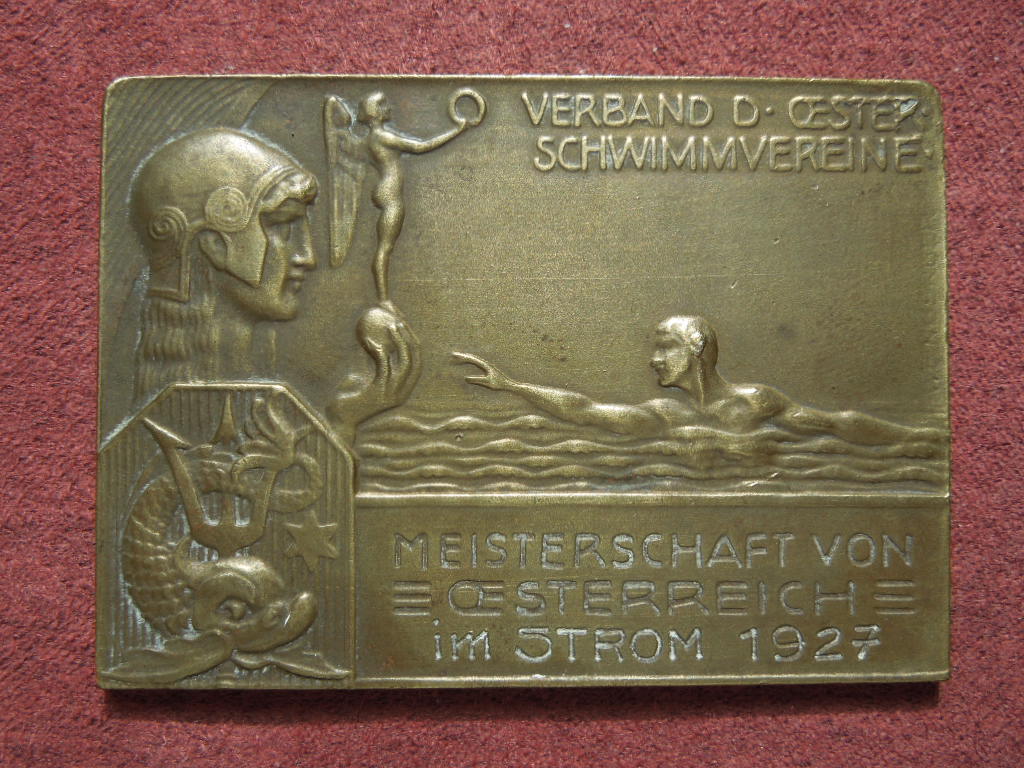 VERBAND D· ŒSTER·
SCHWIMMVEREINE·
MEISTERSCHAFT VON
ŒSTERREICH
im STROM 1927